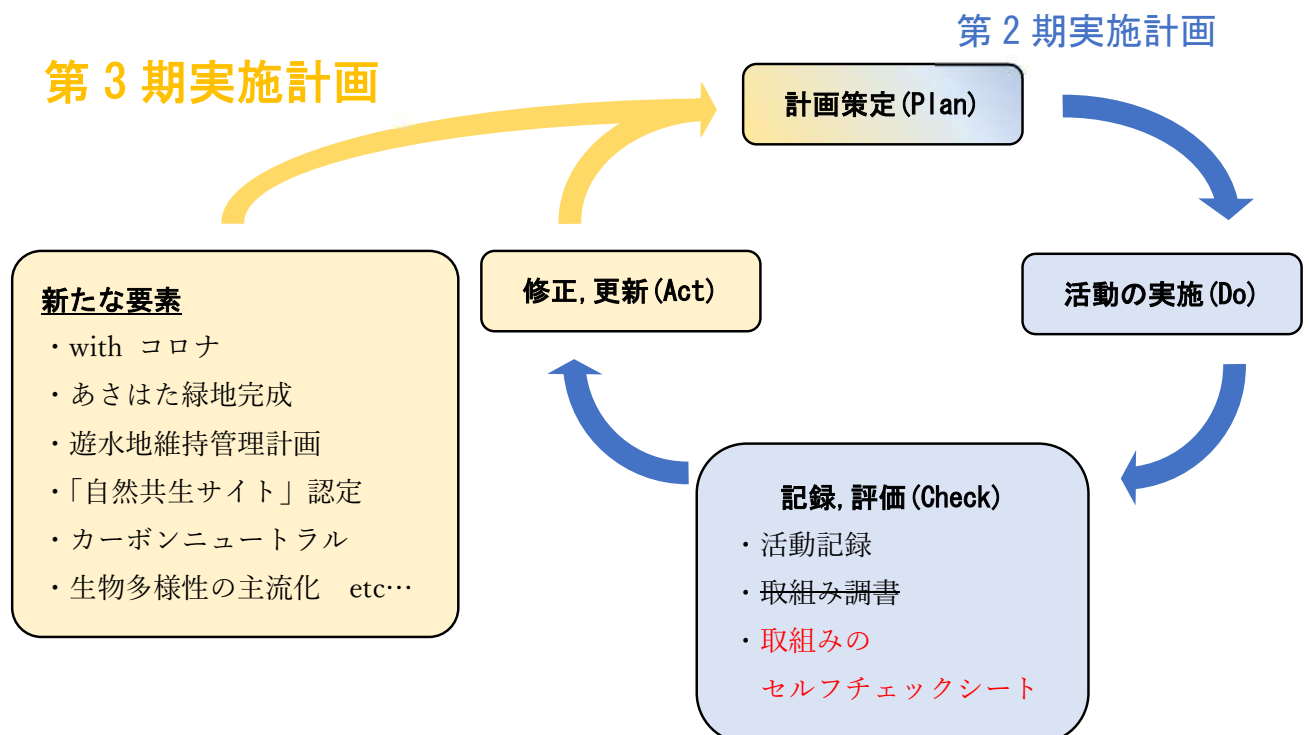 第２期実施計画
第３期実施計画
計画策定(Plan)
新たな要素
・with コロナ
・あさはた緑地完成
・遊水地維持管理計画
・「自然共生サイト」認定
・カーボンニュートラル
・生物多様性の主流化　etc…
修正,更新(Act)
活動の実施(Do)
記録,評価(Check)
・活動記録
・取組み調書
・取組みの
セルフチェックシート